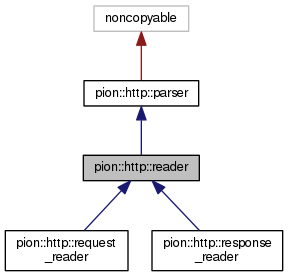 noncopyable
pion::http::parser
pion::http::reader
pion::http::request
_reader
pion::http::response
_reader